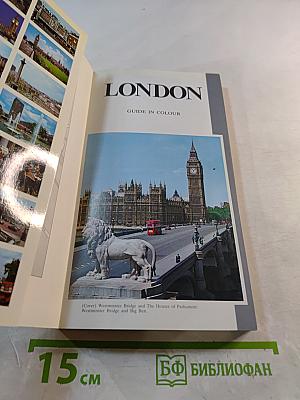 LONDON
GUIDE IN COLOUR
(Cover) Westminster Bridge and The Houses of Parliament.
Westminster Bridge and Big Ben.
15 см
БФ БИБЛИОФАН